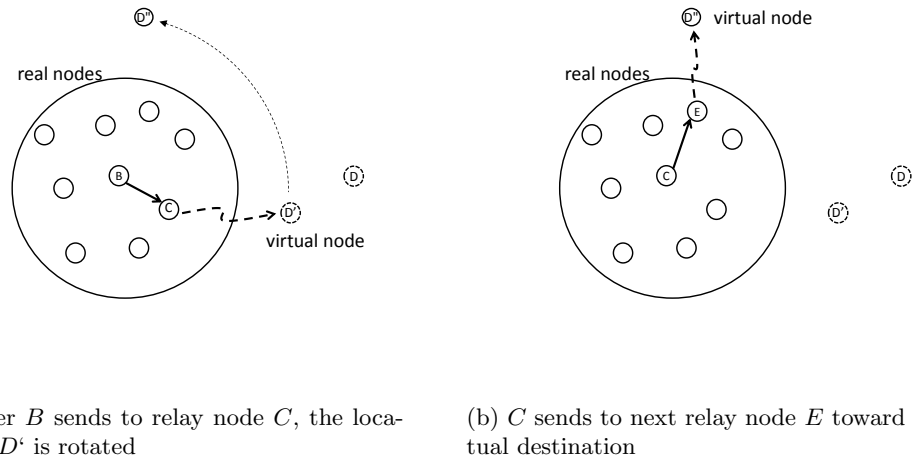 D"
real nodes
B
C
D'
D
virtual node
er B sends to relay node C, the loca-
D‘ is rotated
D"
virtual node
real nodes
E
C
D
D'
(b) C sends to next relay node E toward
tual destination